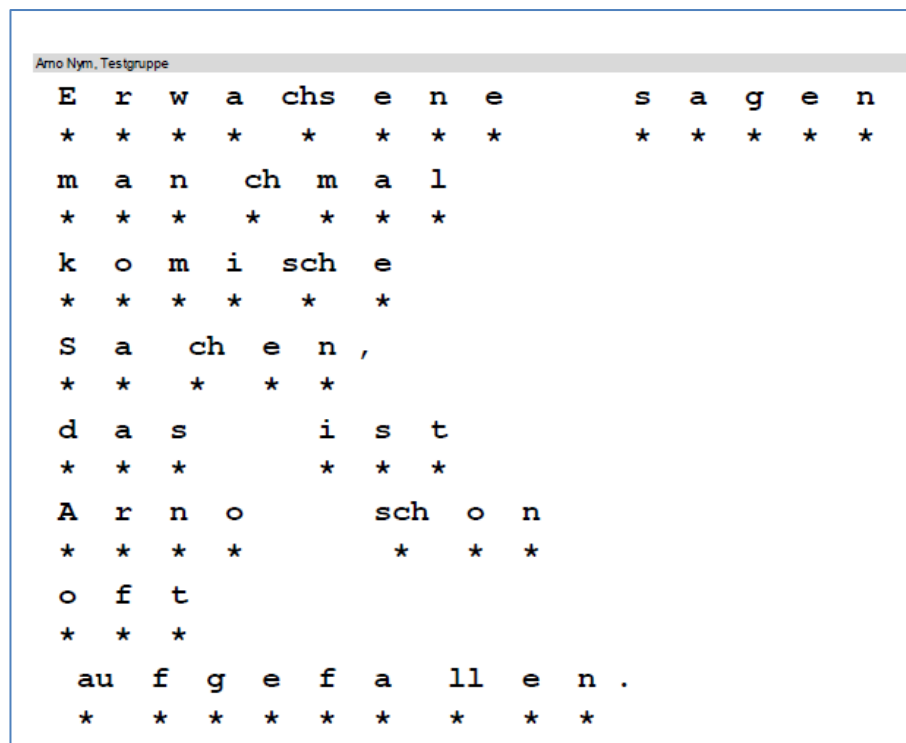 Arno Nym, Testgruppe
E r w a chs e n e s a g e n
* * * * * * * * * * * * *
m a n ch m a l
* * * * * * *
k o m i sch e
* * * * * *
S a ch e n ,
* * * * *
d a s i s t
* * * * * *
A r n o sch o n
* * * * * * *
o f t
* * *
au f g e f a ll e n .
* * * * * * * * *